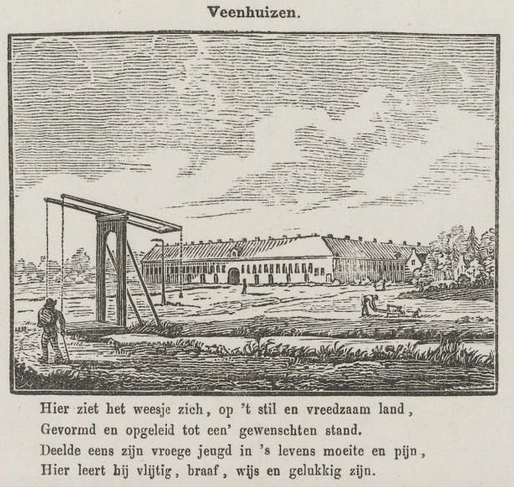 Veenhuizen.
Hier ziet het weesje zich, op 't stil en vreedzaam land,
Gevormd en opgeleid tot een' gewenschten stand.
Deelde eens zijn vroege jeugd in 's levens moeite en pijn,
Hier leert hij vlijtig, braaf, wijs en gelukkig zijn.